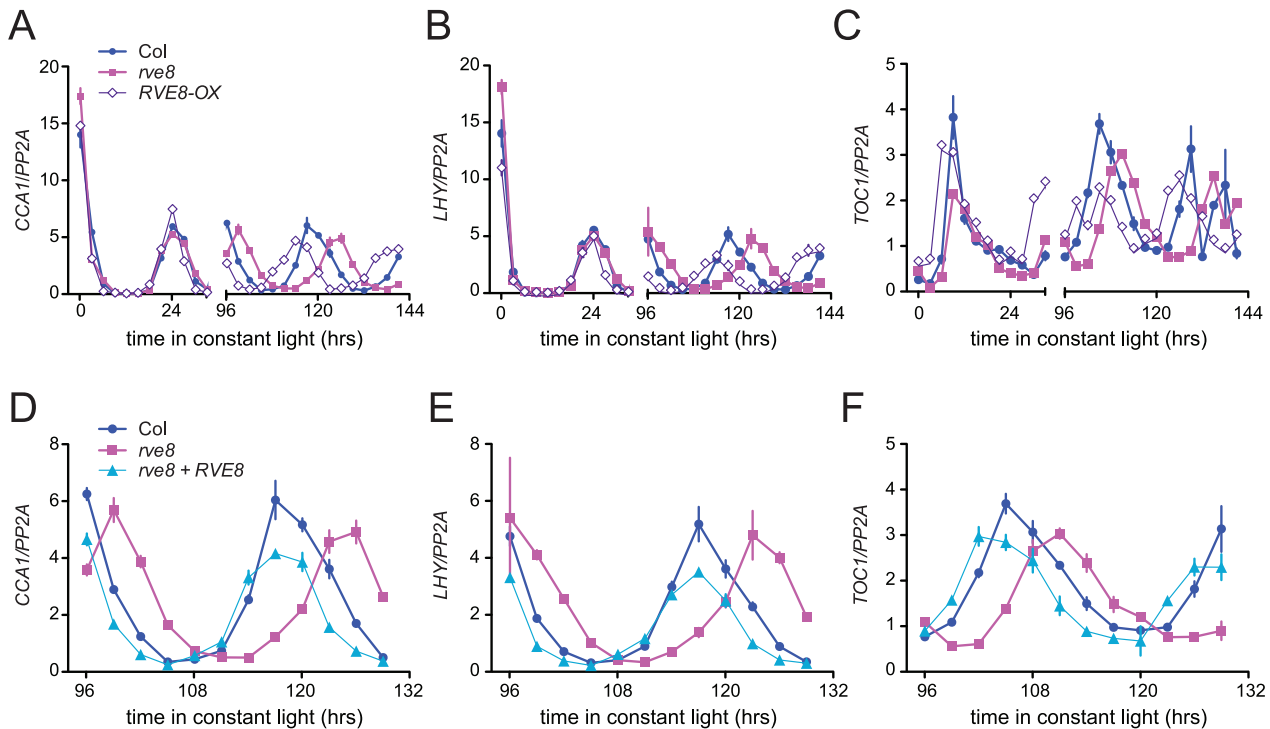 A
B
C
Col
rve8
RVE8-OX
CCA1/PP2A
20
15
10
5
0
0
24
96
120
144
time in constant light (hrs)
LHY/PP2A
20
15
10
5
0
0
24
96
120
144
time in constant light (hrs)
TOC1/PP2A
5
4
3
2
1
0
0
24
96
120
144
time in constant light (hrs)
D
E
F
Col
rve8
rve8 + RVE8
CCA1/PP2A
8
6
4
2
0
96
108
120
132
time in constant light (hrs)
LHY/PP2A
8
6
4
2
0
96
108
120
132
time in constant light (hrs)
TOC1/PP2A
5
4
3
2
1
0
96
108
120
132
time in constant light (hrs)